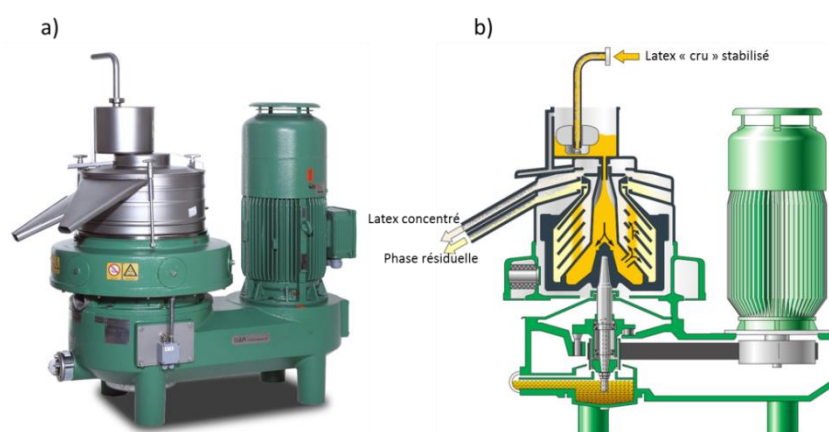 a)
b)
Latex « cru » stabilisé
Latex concentré
Phase résiduelle